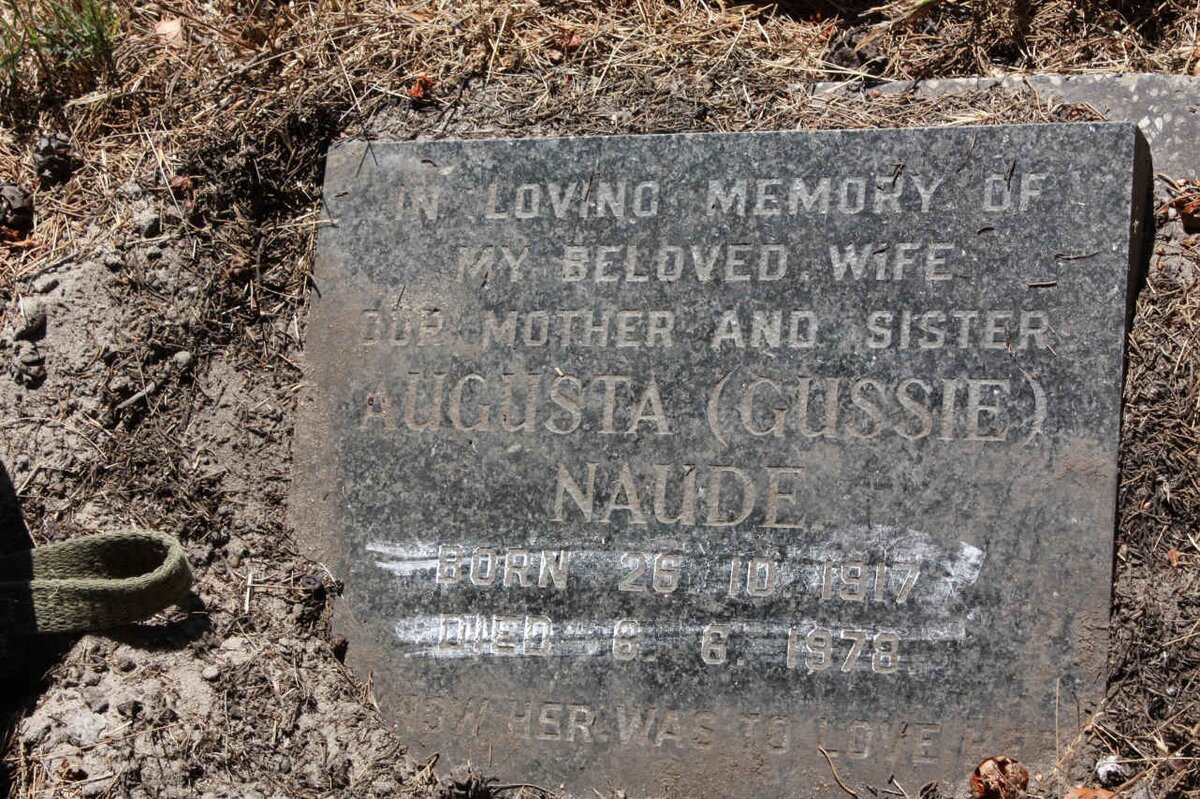 IN LOVING MEMORY OF
MY BELOVED WIFE
OUR MOTHER AND SISTER
AUGUSTA (GUSSIE)
NAUDE.
BORN 26. 10. 1917
DIED 6. 6. 1978.
KNOW HER WAS TO LOVE